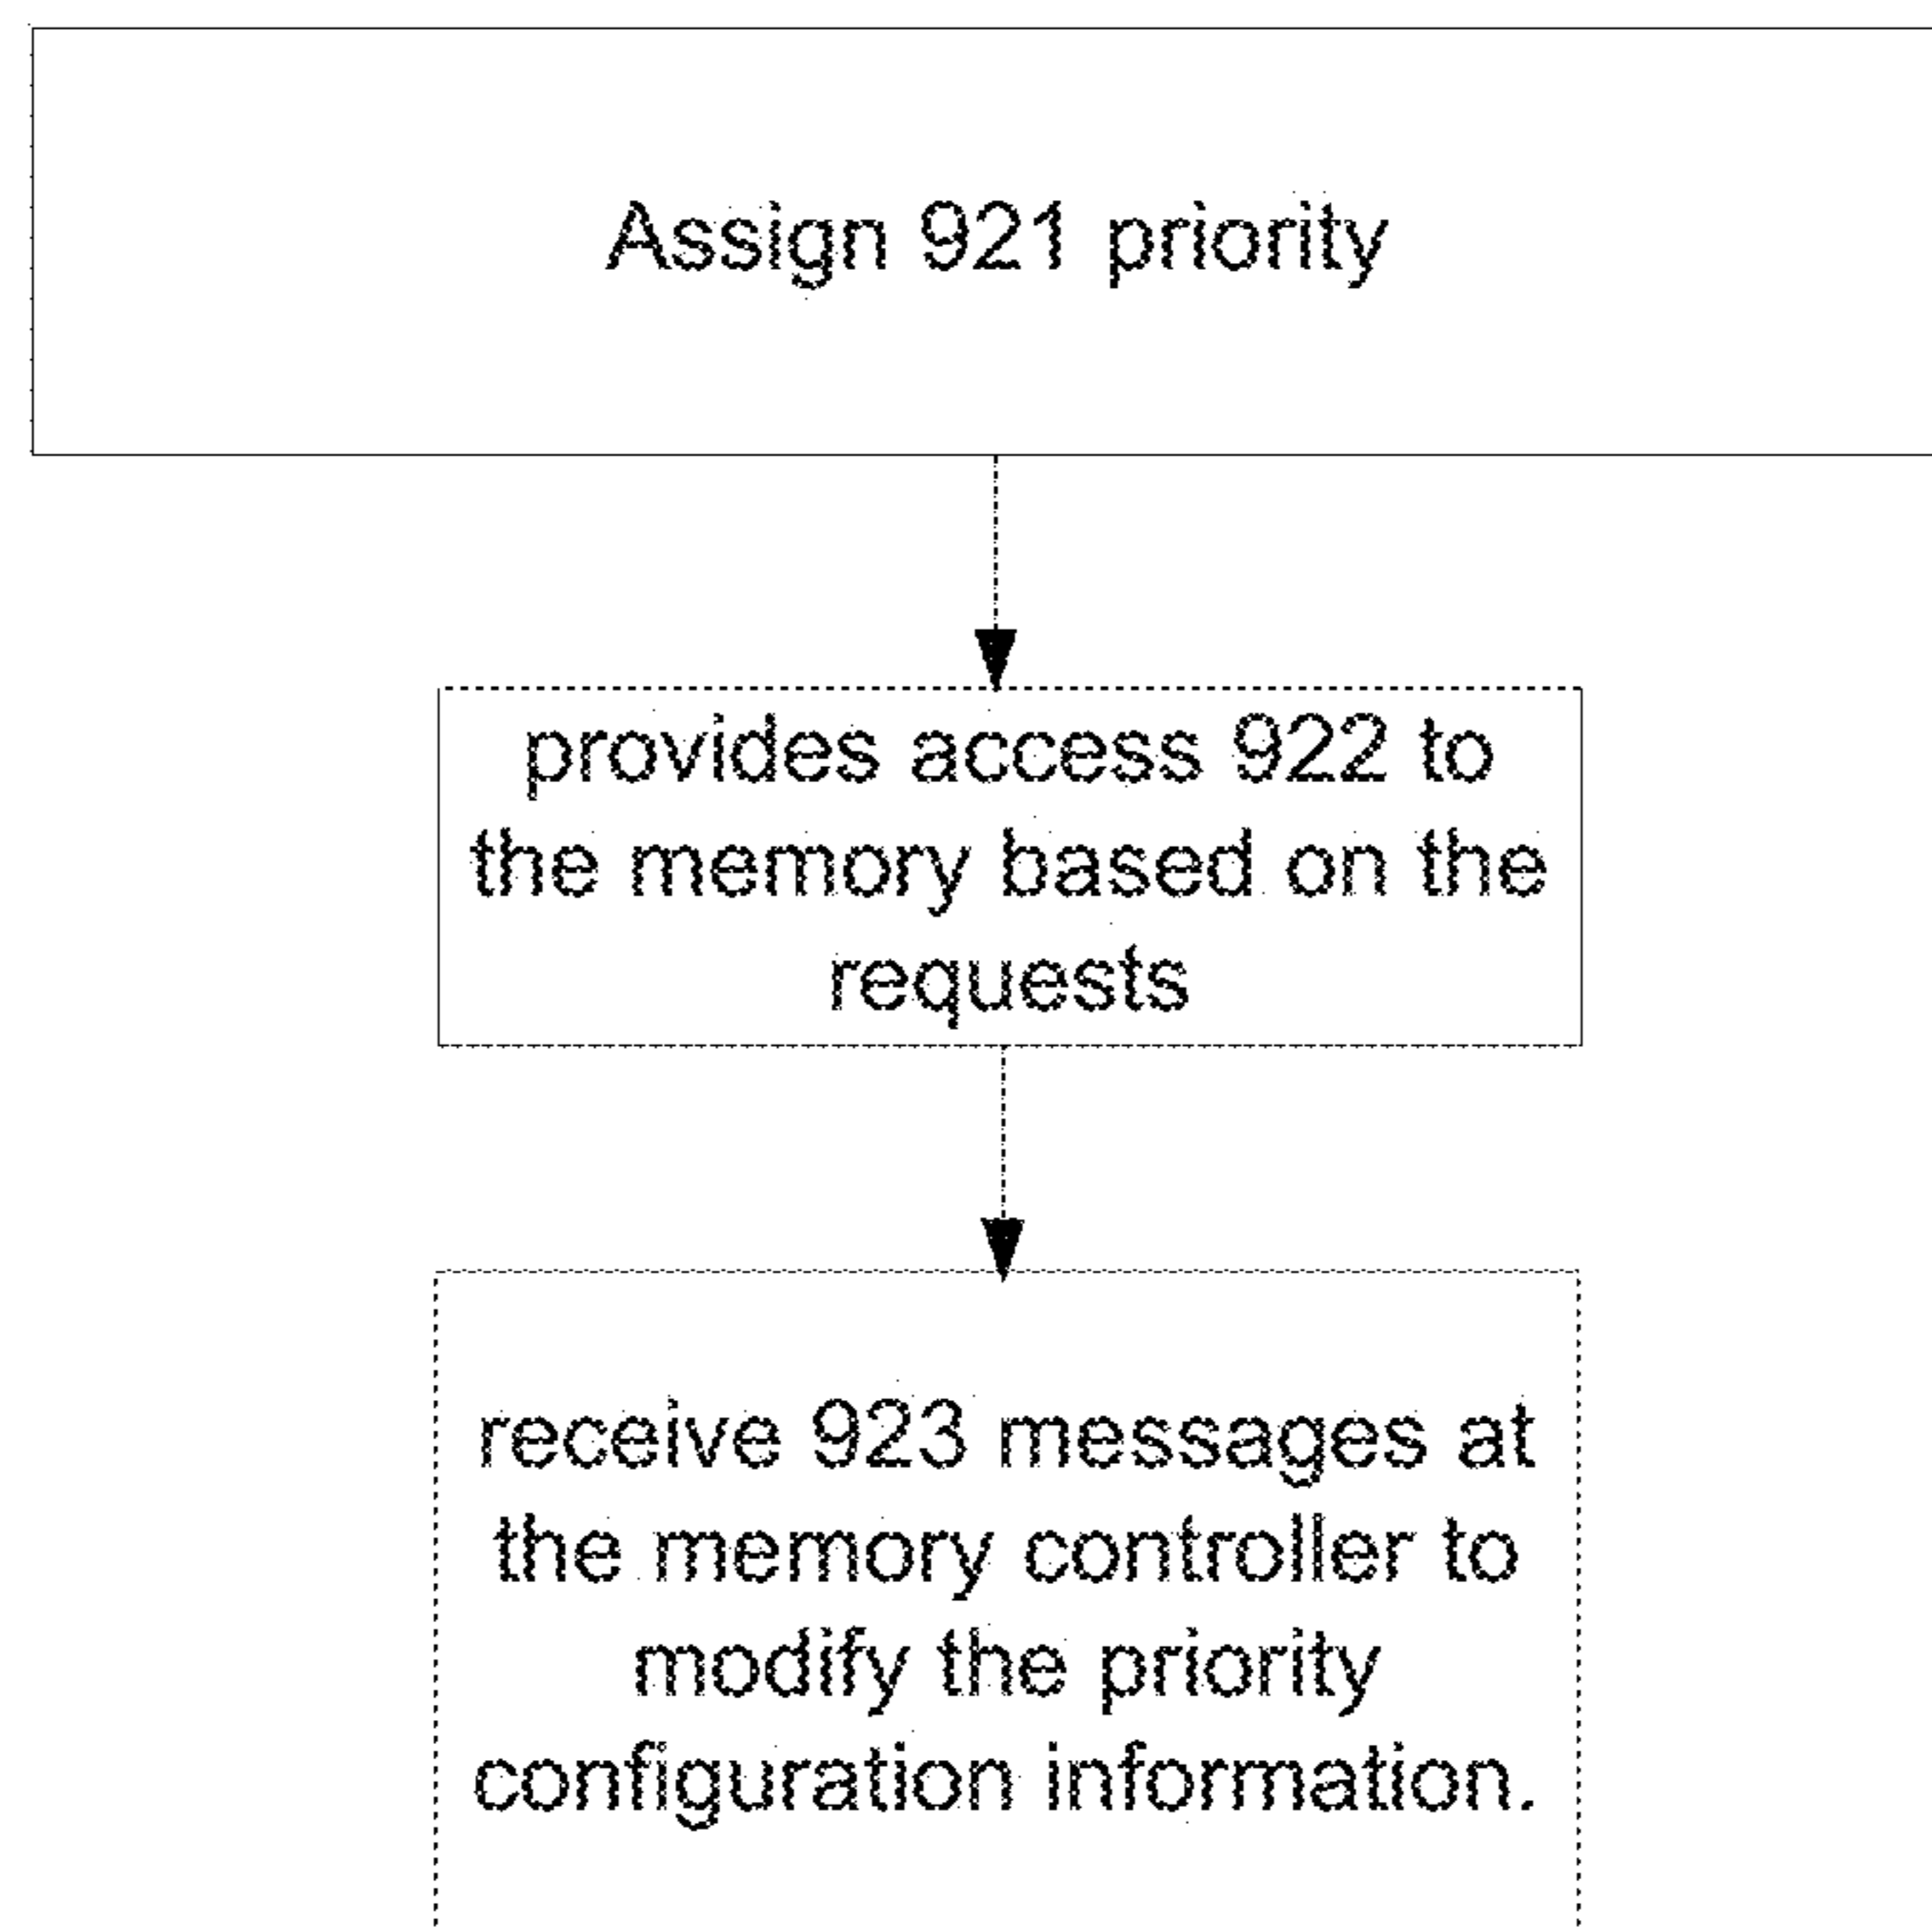 Assign 921 priority
provides access 922 to
the memory based on the
requests
receive 923 messages at
the memory controller to
modify the priority
configuration information.